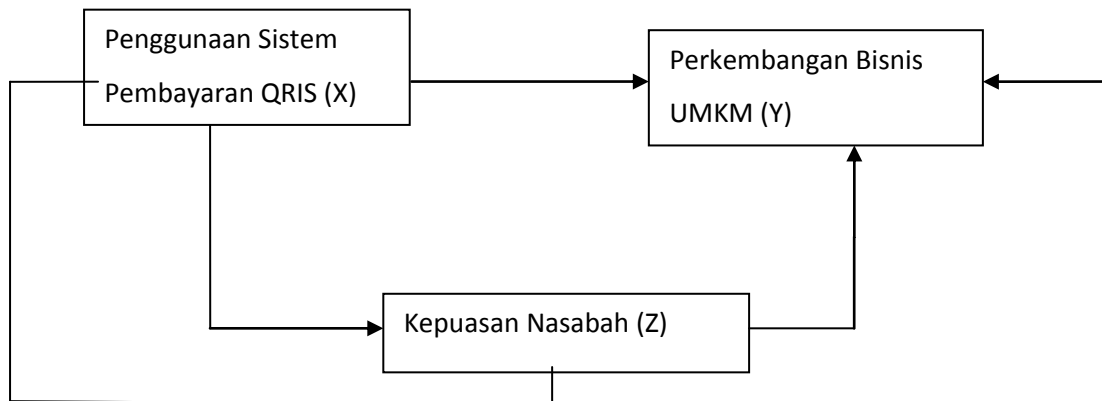 Penggunaan Sistem
Pembayaran QRIS (X)
Perkembangan Bisnis
UMKM (Y)
Kepuasan Nasabah (Z)